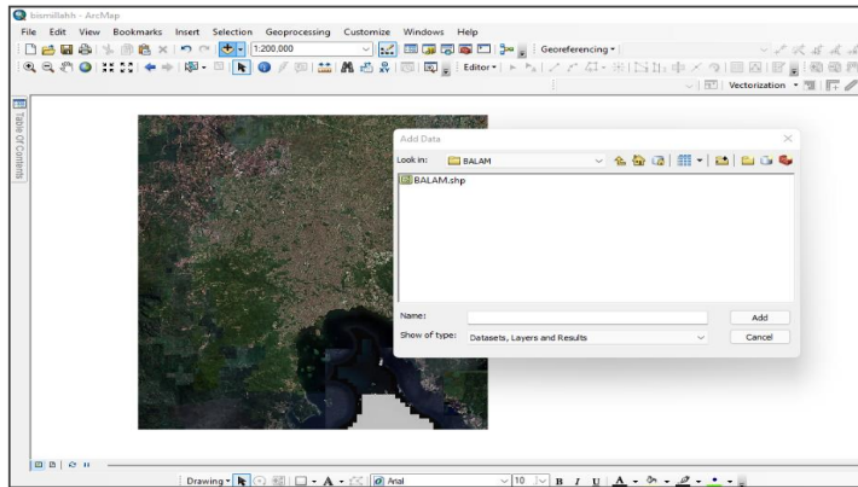 bismillahh - ArcMap
File Edit View Bookmarks Insert Selection Geoprocessing Customize Windows Help
1:200,000 Georeferencing
Editor
Vectorization
Table Of Contents
Add Data
Look in: BALAM
BALAM.shp
Name: Add
Show of type: Datasets, Layers and Results Cancel
Drawing A Arial 10 B I U A